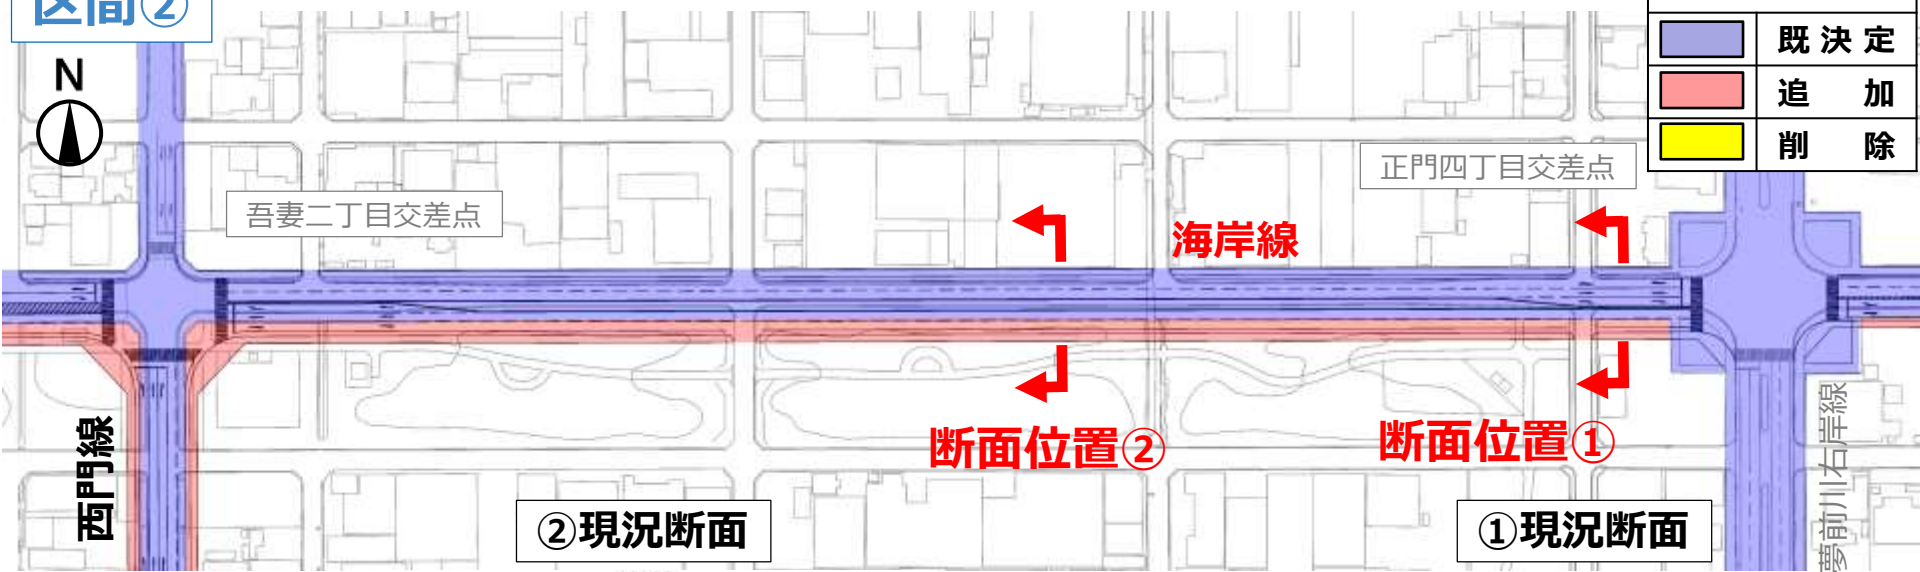 区間②
既決定
追加
削除
N
正門四丁目交差点
吾妻二丁目交差点
海岸線
断面位置②
断面位置①
西門線
夢前川右岸線
②現況断面
①現況断面